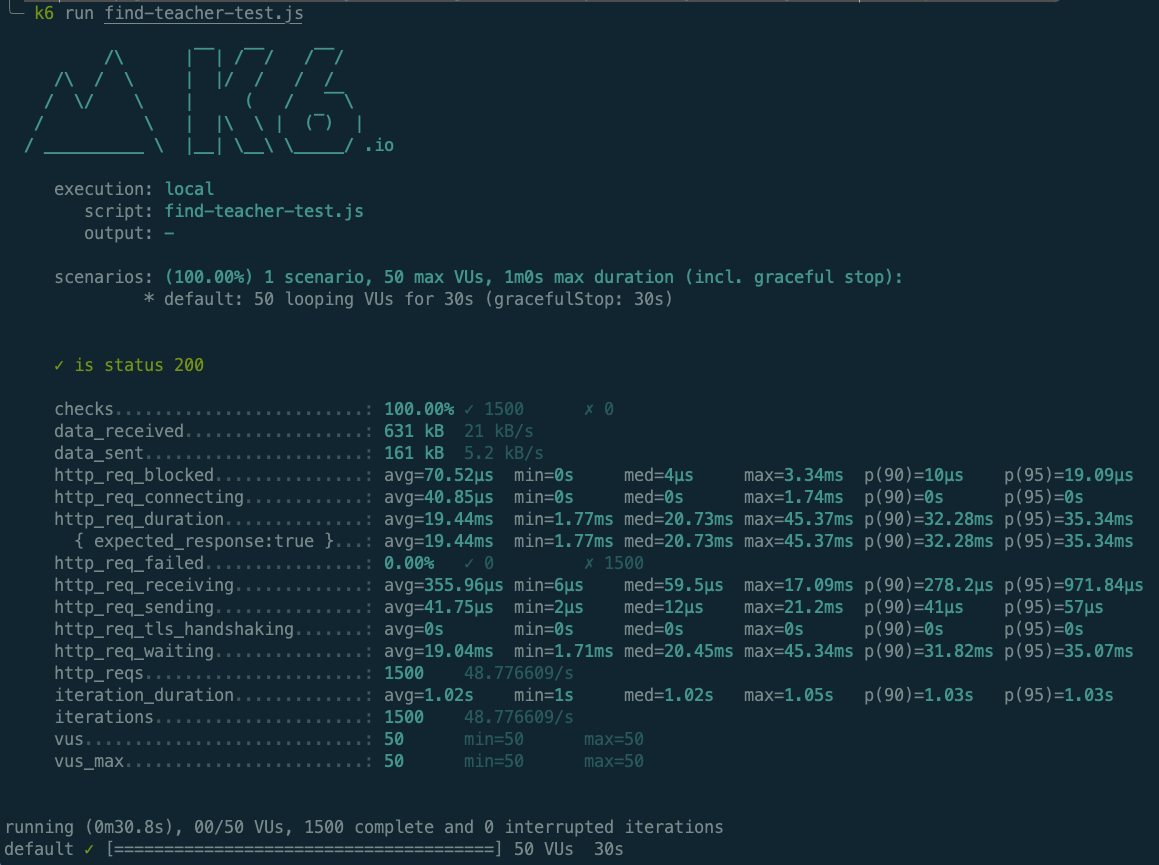 k6 run find-teacher-test.js
.io
execution: local
script: find-teacher-test.js
output: -
scenarios: (100.00%) 1 scenario, 50 max VUs, 1m0s max duration (incl. graceful stop):
* default: 50 looping VUs for 30s (gracefulStop: 30s)
✓ is status 200
checks.........................: 100.00% ✓ 1500      ✗ 0
data_received..................: 631 kB  21 kB/s
data_sent......................: 161 kB  5.2 kB/s
http_req_blocked...............: avg=70.52µs  min=0s     med=4µs     max=3.34ms  p(90)=10µs    p(95)=19.09µs
http_req_connecting............: avg=40.85µs  min=0s     med=0s      max=1.74ms  p(90)=0s      p(95)=0s
http_req_duration..............: avg=19.44ms  min=1.77ms med=20.73ms max=45.37ms p(90)=32.28ms p(95)=35.34ms
{ expected_response:true }...: avg=19.44ms  min=1.77ms med=20.73ms max=45.37ms p(90)=32.28ms p(95)=35.34ms
http_req_failed................: 0.00%   ✓ 0         ✗ 1500
http_req_receiving.............: avg=355.96µs min=6µs    med=59.5µs  max=17.09ms p(90)=278.2µs p(95)=971.84µs
http_req_sending...............: avg=41.75µs  min=2µs    med=12µs    max=21.2ms  p(90)=41µs    p(95)=57µs
http_req_tls_handshaking.......: avg=0s       min=0s     med=0s      max=0s      p(90)=0s      p(95)=0s
http_req_waiting...............: avg=19.04ms  min=1.71ms med=20.45ms max=45.34ms p(90)=31.82ms p(95)=35.07ms
http_reqs......................: 1500    48.776609/s
iteration_duration.............: avg=1.02s    min=1s     med=1.02s   max=1.05s   p(90)=1.03s   p(95)=1.03s
iterations.....................: 1500    48.776609/s
vus............................: 50      min=50      max=50
vus_max........................: 50      min=50      max=50
running (0m30.8s), 00/50 VUs, 1500 complete and 0 interrupted iterations
default ✓ [======================================] 50 VUs  30s